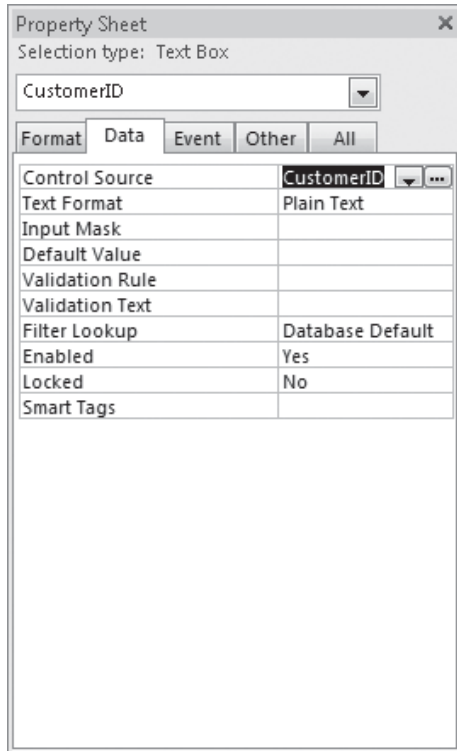 Property Sheet
Selection type: Text Box
CustomerID
Format Data Event Other All
Control Source CustomerID
Text Format Plain Text
Input Mask
Default Value
Validation Rule
Validation Text
Filter Lookup Database Default
Enabled Yes
Locked No
Smart Tags